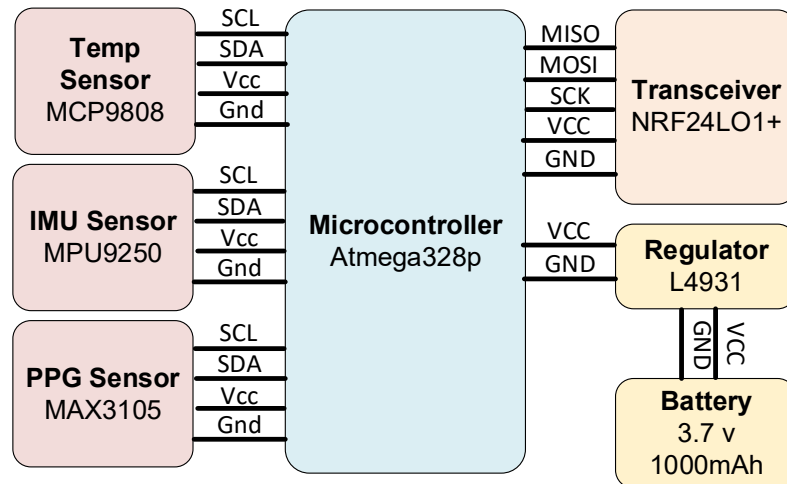 Temp
Sensor
MCP9808
SCL
SDA
Vcc
Gnd
IMU Sensor
MPU9250
SCL
SDA
Vcc
Gnd
PPG Sensor
MAX3105
SCL
SDA
Vcc
Gnd
Microcontroller
Atmega328p
MISO
MOSI
SCK
VCC
GND
Transceiver
NRF24LO1+
VCC
GND
Regulator
L4931
GND
VCC
Battery
3.7 v
1000mAh